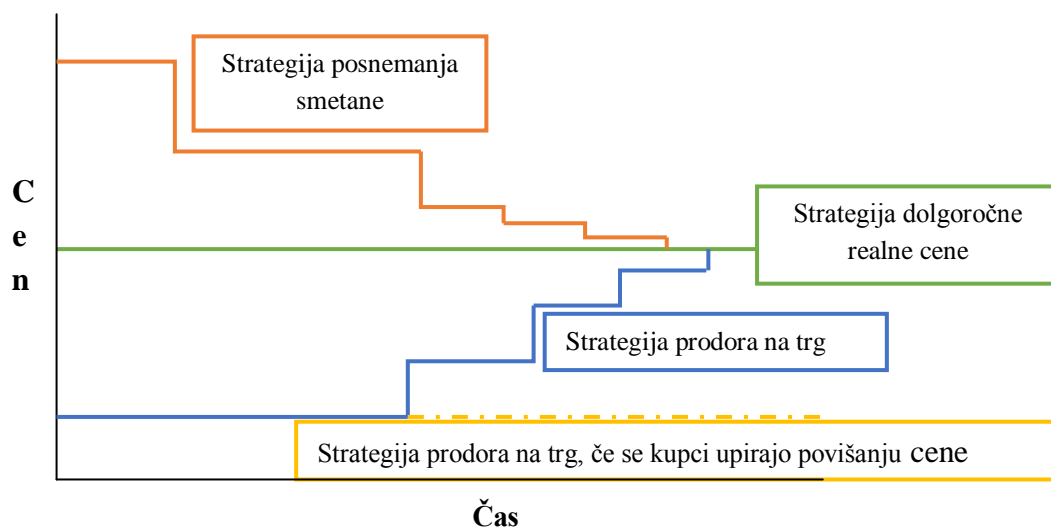 Strategija posnemanja
smetane
C
e
n
Strategija dolgoročne
realne cene
Strategija prodora na trg
Strategija prodora na trg, če se kupci upirajo povišanju cene
Čas